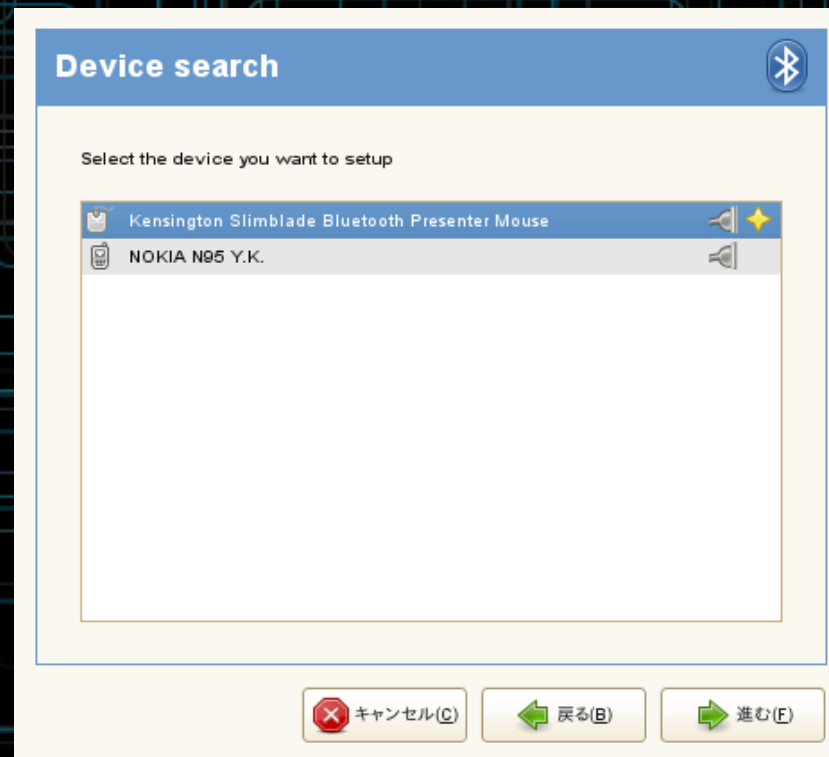 Device search
Select the device you want to setup
Kensington Slimblade Bluetooth Presenter Mouse
NOKIA N95 Y.K.
キャンセル(C) 戻る(B) 進む(F)